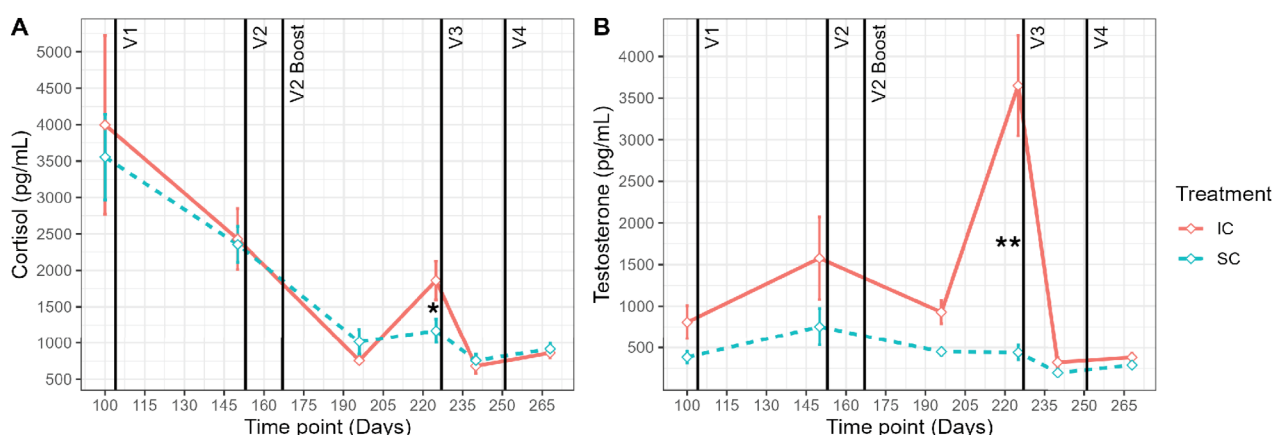 A
V1
V2
V2 Boost
V3
V4
Cortisol (pg/mL)
5000
4500
4000
3500
3000
2500
2000
1500
1000
500
*
100 115 130 145 160 175 190 205 220 235 250 265
Time point (Days)
B
V1
V2
V2 Boost
V3
V4
Testosterone (pg/mL)
4000
3500
3000
2500
2000
1500
1000
500
**
100 115 130 145 160 175 190 205 220 235 250 265
Time point (Days)
Treatment
IC
SC